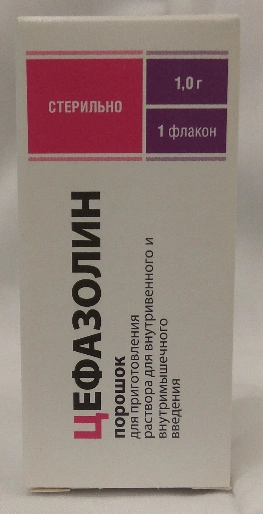 СТЕРИЛЬНО
1,0 г
1 флакон
ЦЕФАЗОЛИН
порошок
для приготовления
раствора для внутривенного и
внутримышечного
введения